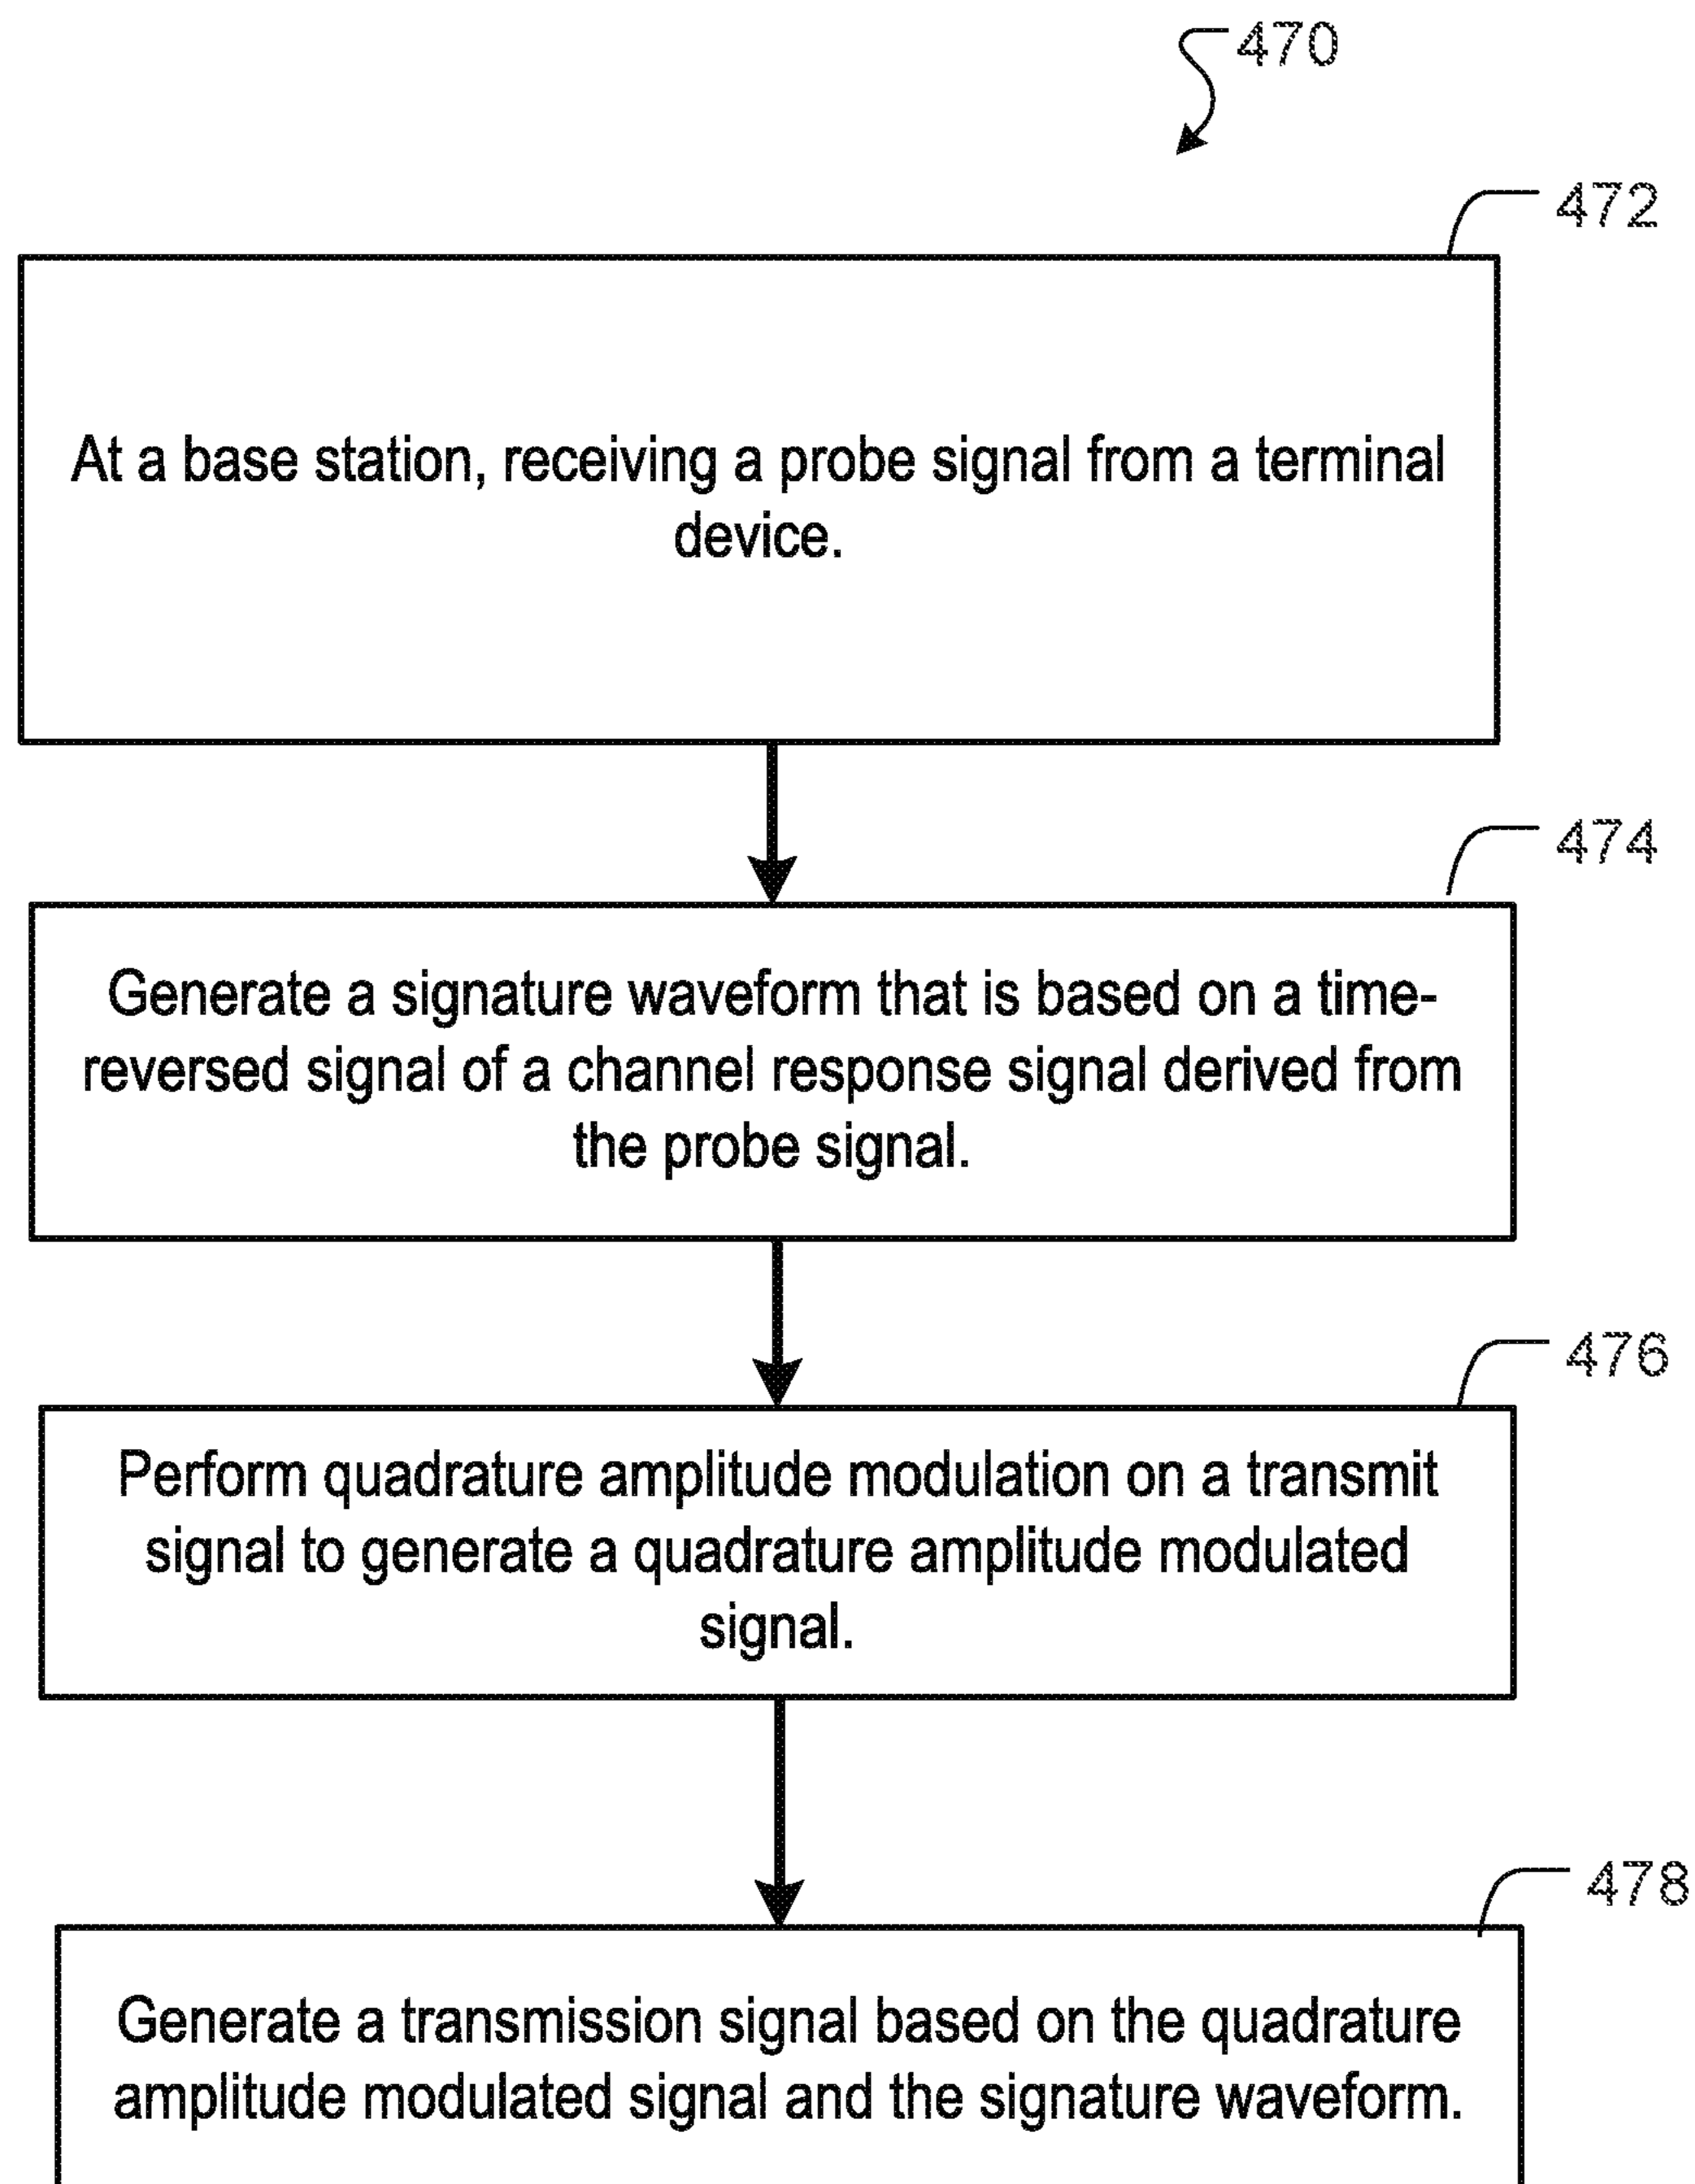 470
472
At a base station, receiving a probe signal from a terminal
device.
474
Generate a signature waveform that is based on a time-
reversed signal of a channel response signal derived from
the probe signal.
476
Perform quadrature amplitude modulation on a transmit
signal to generate a quadrature amplitude modulated
signal.
478
Generate a transmission signal based on the quadrature
amplitude modulated signal and the signature waveform.